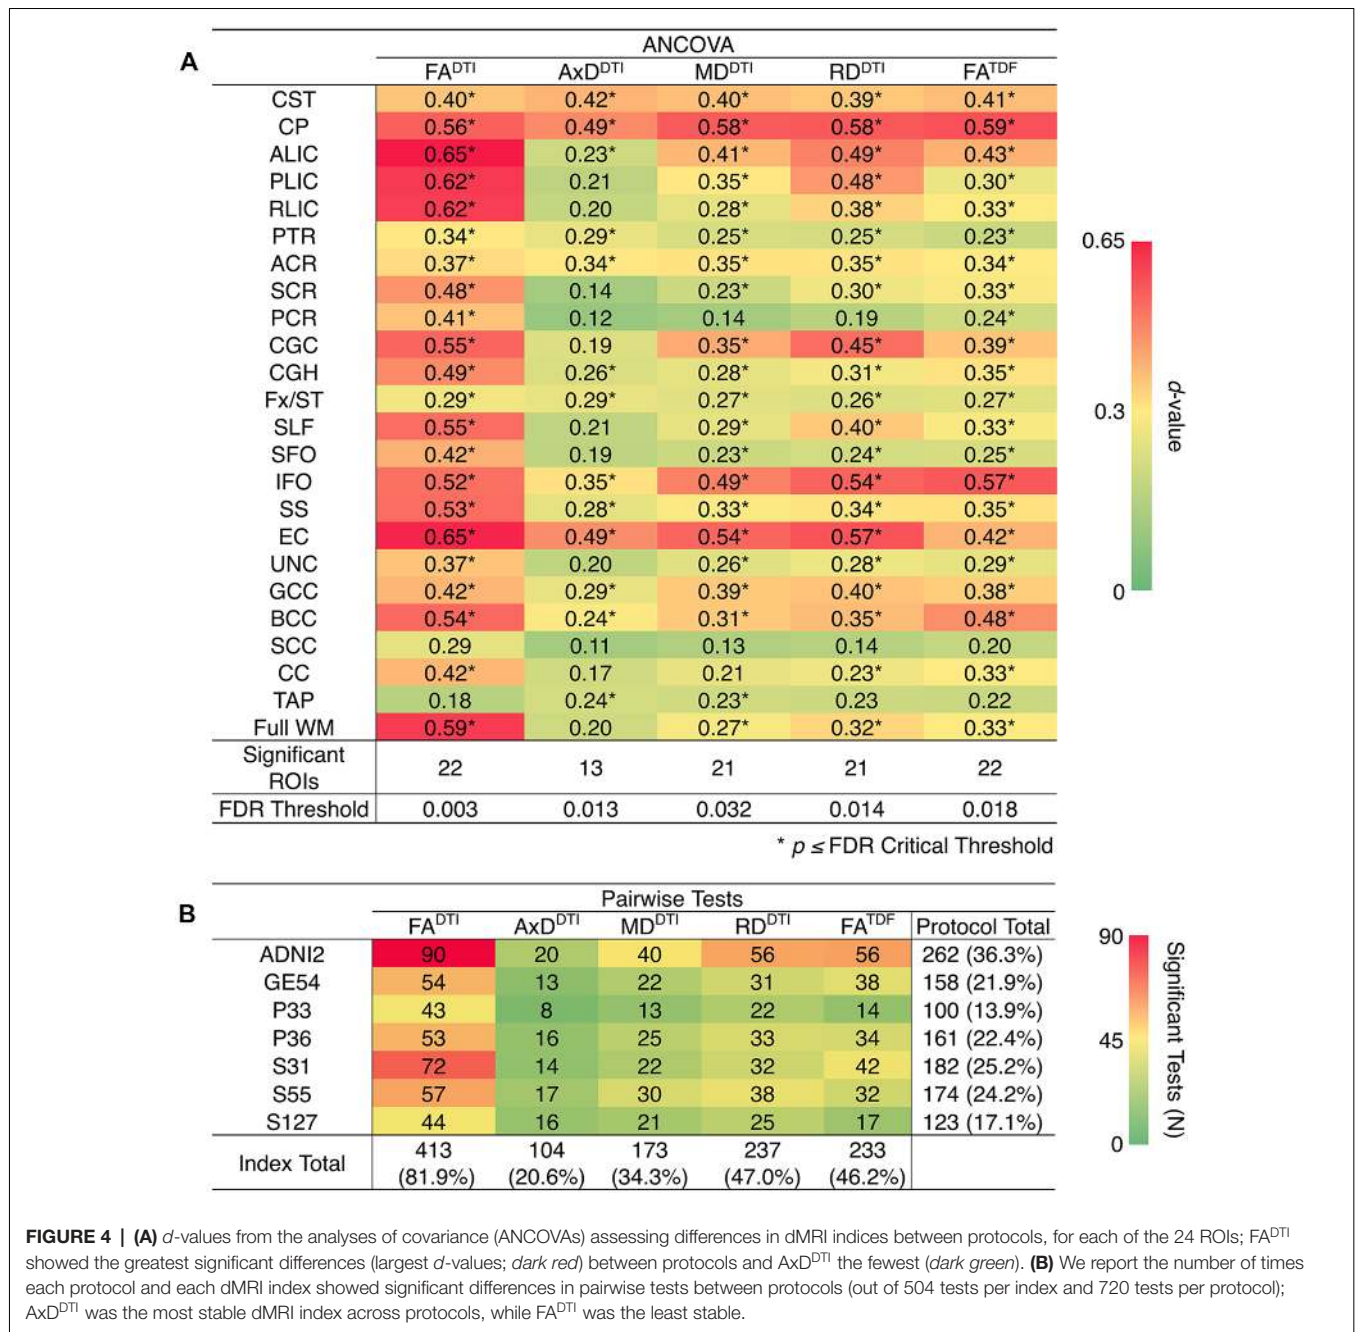 A
ANCOVA
FA^DTI AxD^DTI MD^DTI RD^DTI FA^TDF
CST 0.40* 0.42* 0.40* 0.39* 0.41*
CP 0.56* 0.49* 0.58* 0.58* 0.59*
ALIC 0.65* 0.23* 0.41* 0.49* 0.43*
PLIC 0.62* 0.21 0.35* 0.48* 0.30*
RLIC 0.62* 0.20 0.28* 0.38* 0.33*
PTR 0.34* 0.29* 0.25* 0.25* 0.23*
ACR 0.37* 0.34* 0.35* 0.35* 0.34*
SCR 0.48* 0.14 0.23* 0.30* 0.33*
PCR 0.41* 0.12 0.14 0.19 0.24*
CGC 0.55* 0.19 0.35* 0.45* 0.39*
CGH 0.49* 0.26* 0.28* 0.31* 0.35*
Fx/ST 0.29* 0.29* 0.27* 0.26* 0.27*
SLF 0.55* 0.21 0.29* 0.40* 0.33*
SFO 0.42* 0.19 0.23* 0.24* 0.25*
IFO 0.52* 0.35* 0.49* 0.54* 0.57*
SS 0.53* 0.28* 0.33* 0.34* 0.35*
EC 0.65* 0.49* 0.54* 0.57* 0.42*
UNC 0.37* 0.20 0.26* 0.28* 0.29*
GCC 0.42* 0.29* 0.39* 0.40* 0.38*
BCC 0.54* 0.24* 0.31* 0.35* 0.48*
SCC 0.29 0.11 0.13 0.14 0.20
CC 0.42* 0.17 0.21 0.23* 0.33*
TAP 0.18 0.24* 0.23* 0.23 0.22
Full WM 0.59* 0.20 0.27* 0.32* 0.33*
Significant
ROIs 22 13 21 21 22
FDR Threshold 0.003 0.013 0.032 0.014 0.018
* p ≤ FDR Critical Threshold
0.65
0.3
0
d-value
B
Pairwise Tests
FA^DTI AxD^DTI MD^DTI RD^DTI FA^TDF Protocol Total
ADNI2 90 20 40 56 56 262 (36.3%)
GE54 54 13 22 31 38 158 (21.9%)
P33 43 8 13 22 14 100 (13.9%)
P36 53 16 25 33 34 161 (22.4%)
S31 72 14 22 32 42 182 (25.2%)
S55 57 17 30 38 32 174 (24.2%)
S127 44 16 21 25 17 123 (17.1%)
Index Total 413 104 173 237 233
(81.9%) (20.6%) (34.3%) (47.0%) (46.2%)
90
45
0
Significant Tests (N)
FIGURE 4 | (A) d-values from the analyses of covariance (ANCOVAs) assessing differences in dMRI indices between protocols, for each of the 24 ROIs; FA^DTI
showed the greatest significant differences (largest d-values; dark red) between protocols and AxD^DTI the fewest (dark green). (B) We report the number of times
each protocol and each dMRI index showed significant differences in pairwise tests between protocols (out of 504 tests per index and 720 tests per protocol);
AxD^DTI was the most stable dMRI index across protocols, while FA^DTI was the least stable.